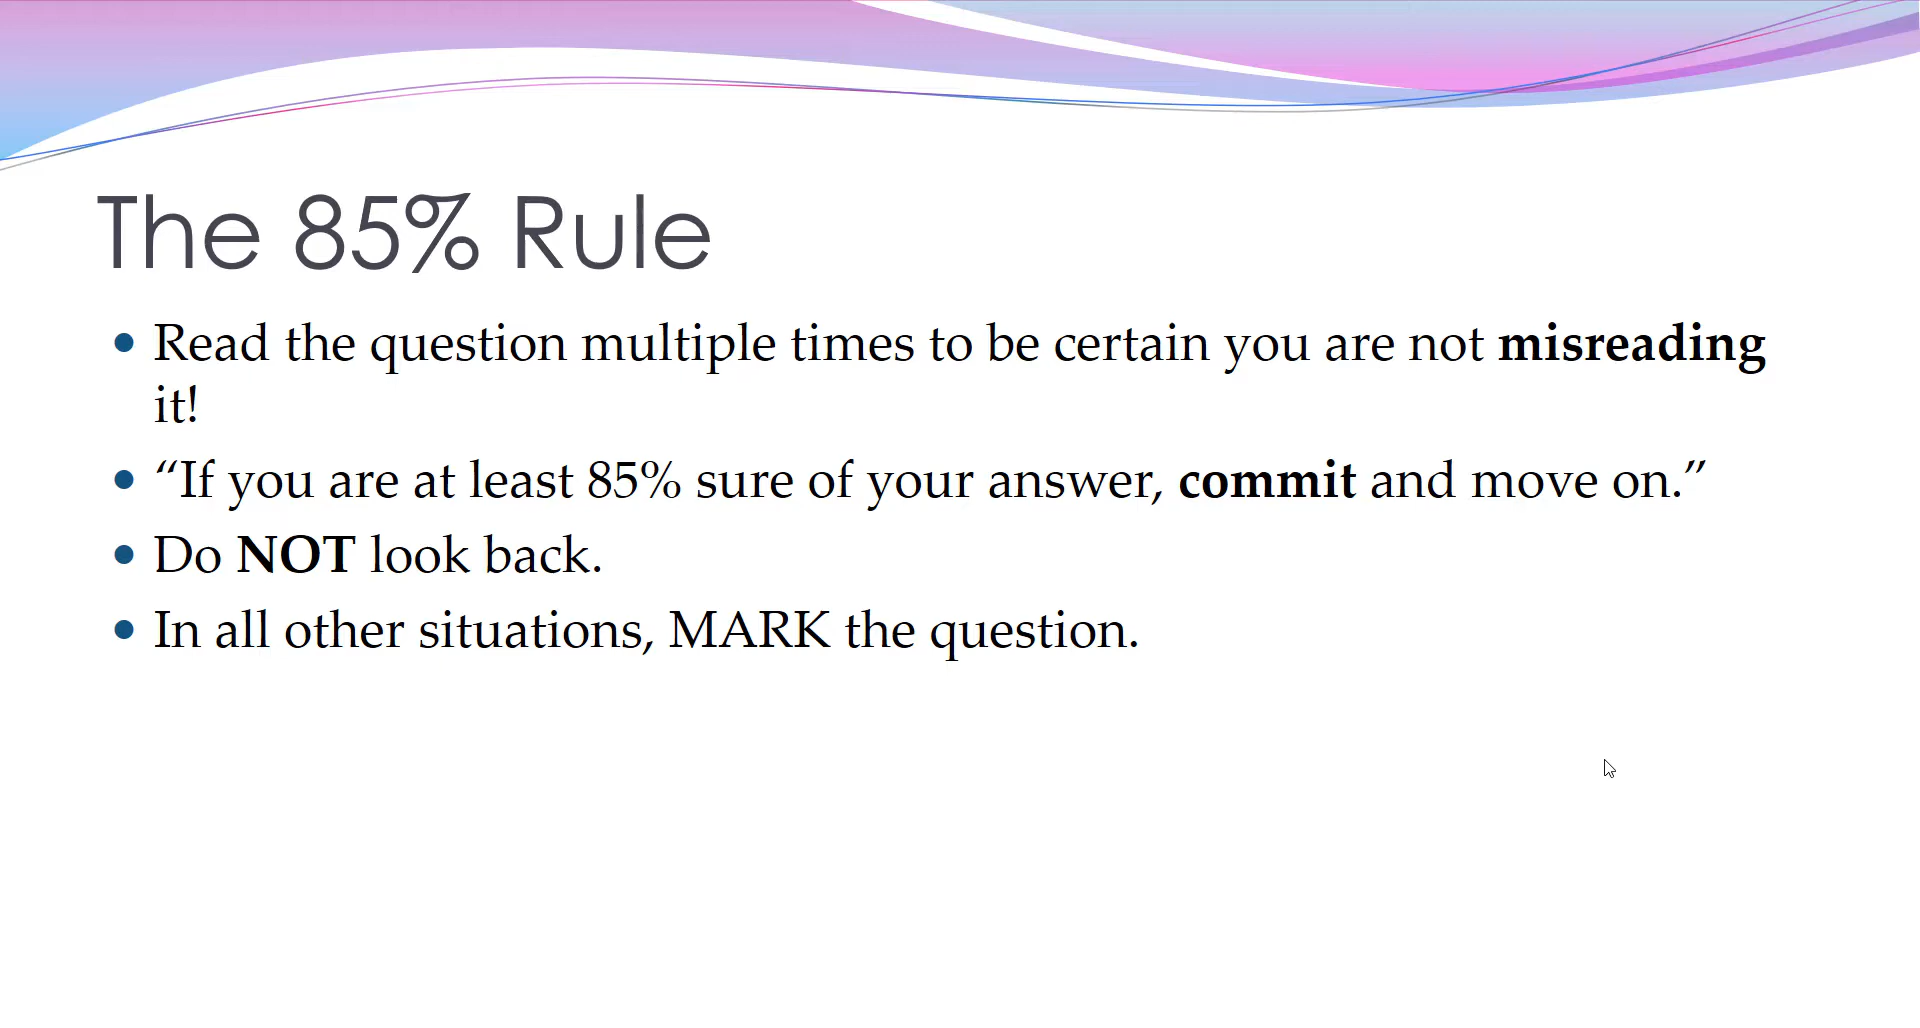 The 85% Rule
• Read the question multiple times to be certain you are not misreading
it!
• “If you are at least 85% sure of your answer, commit and move on.”
• Do NOT look back.
• In all other situations, MARK the question.